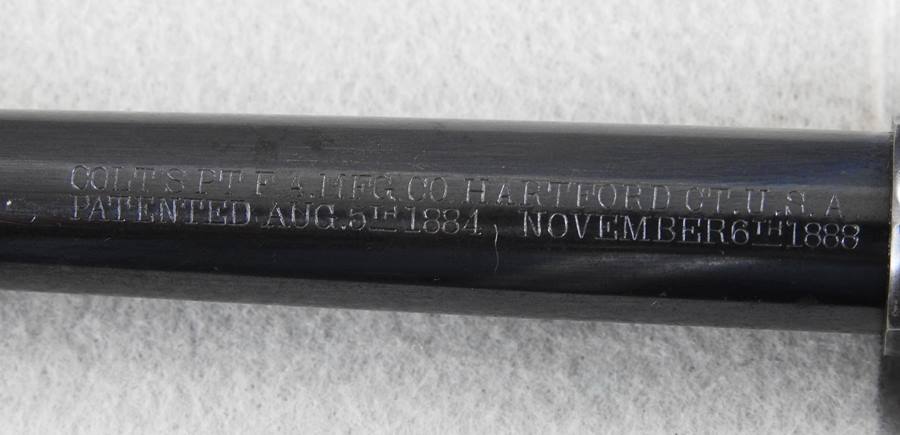 COLT'S PT F A. MFG. CO HARTFORD CT. U.S.A
PATENTED AUG. 5TH 1884, NOVEMBER 6TH 1888